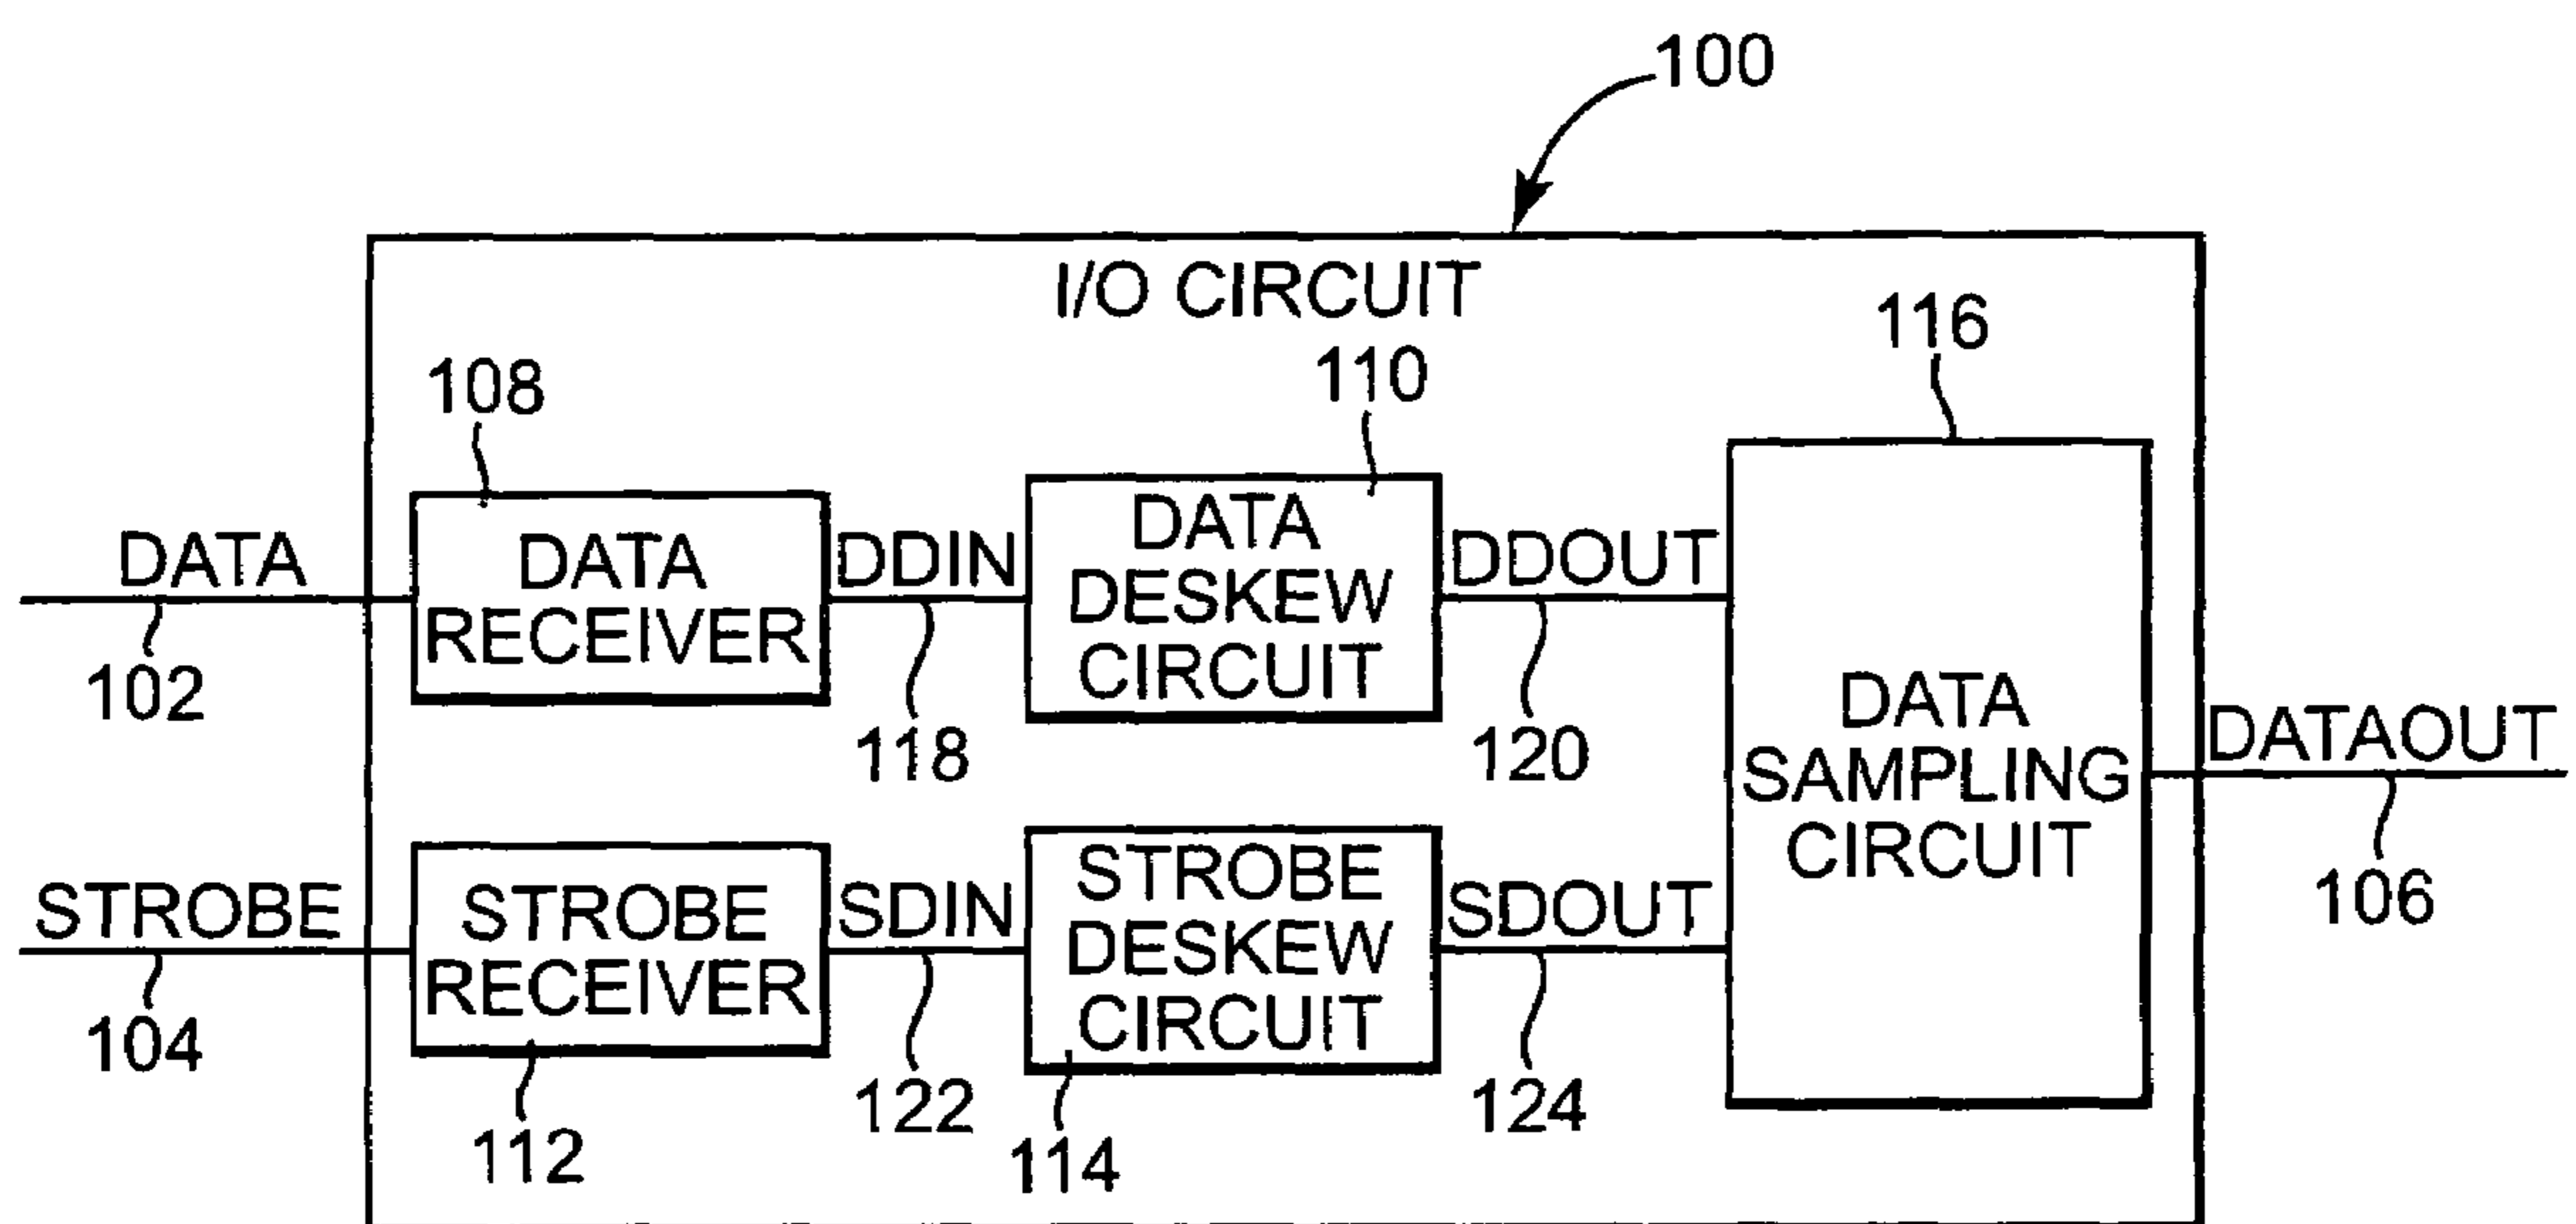 100
I/O CIRCUIT
116
110
108
DATA
DATA
RECEIVER
DDIN
DATA
DESKEW
CIRCUIT
DDOUT
102
118
120
DATA
SAMPLING
CIRCUIT
DATAOUT
106
STROBE
STROBE
RECEIVER
SDIN
STROBE
DESKEW
CIRCUIT
SDOUT
104
112
122
114
124